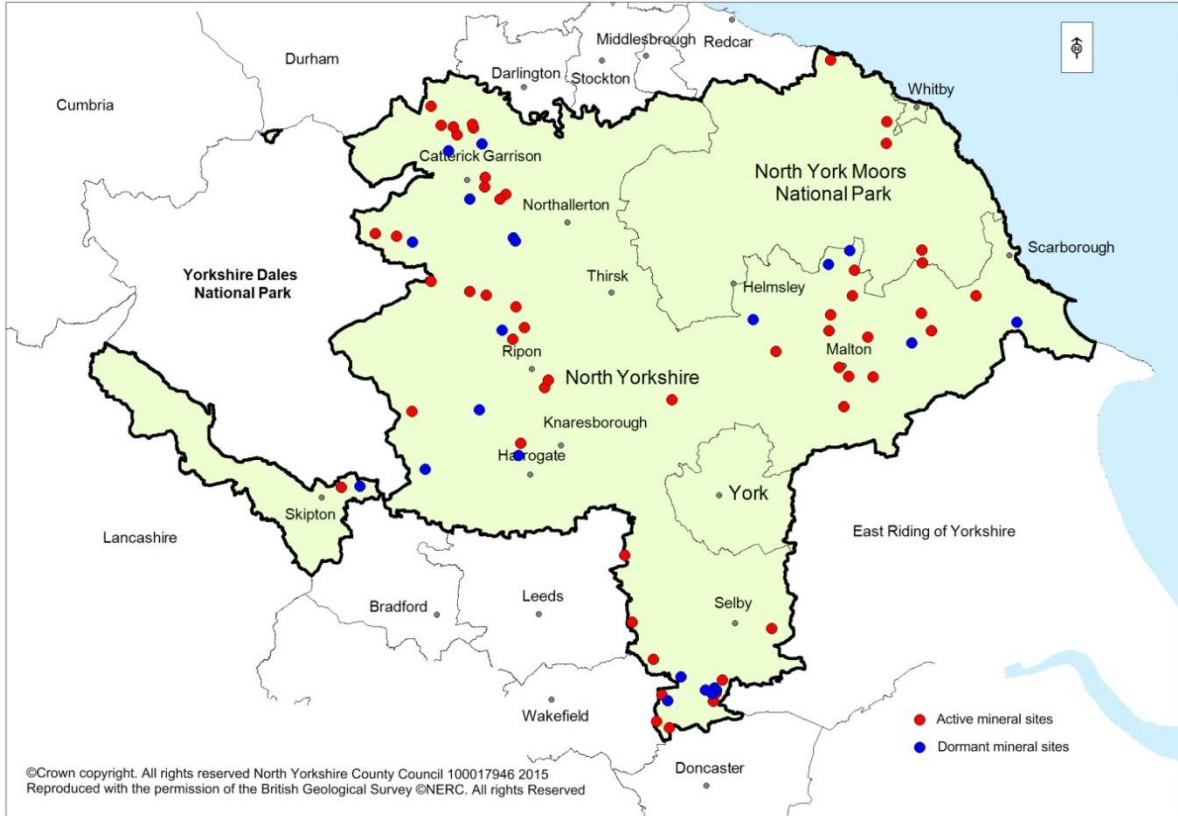 Redcar
Middlesbrough
Durham
Darlington
Stockton
N
Cumbria
Whitby
Catterick Garrison
North York Moors
National Park
Northallerton
Scarborough
Yorkshire Dales
National Park
Thirsk
Helmsley
Ripon
Malton
North Yorkshire
Knaresborough
Harrogate
York
Skipton
Lancashire
East Riding of Yorkshire
Bradford
Leeds
Selby
Wakefield
Active mineral sites
Dormant mineral sites
Doncaster
©Crown copyright. All rights reserved North Yorkshire County Council 100017946 2015
Reproduced with the permission of the British Geological Survey ©NERC. All rights Reserved